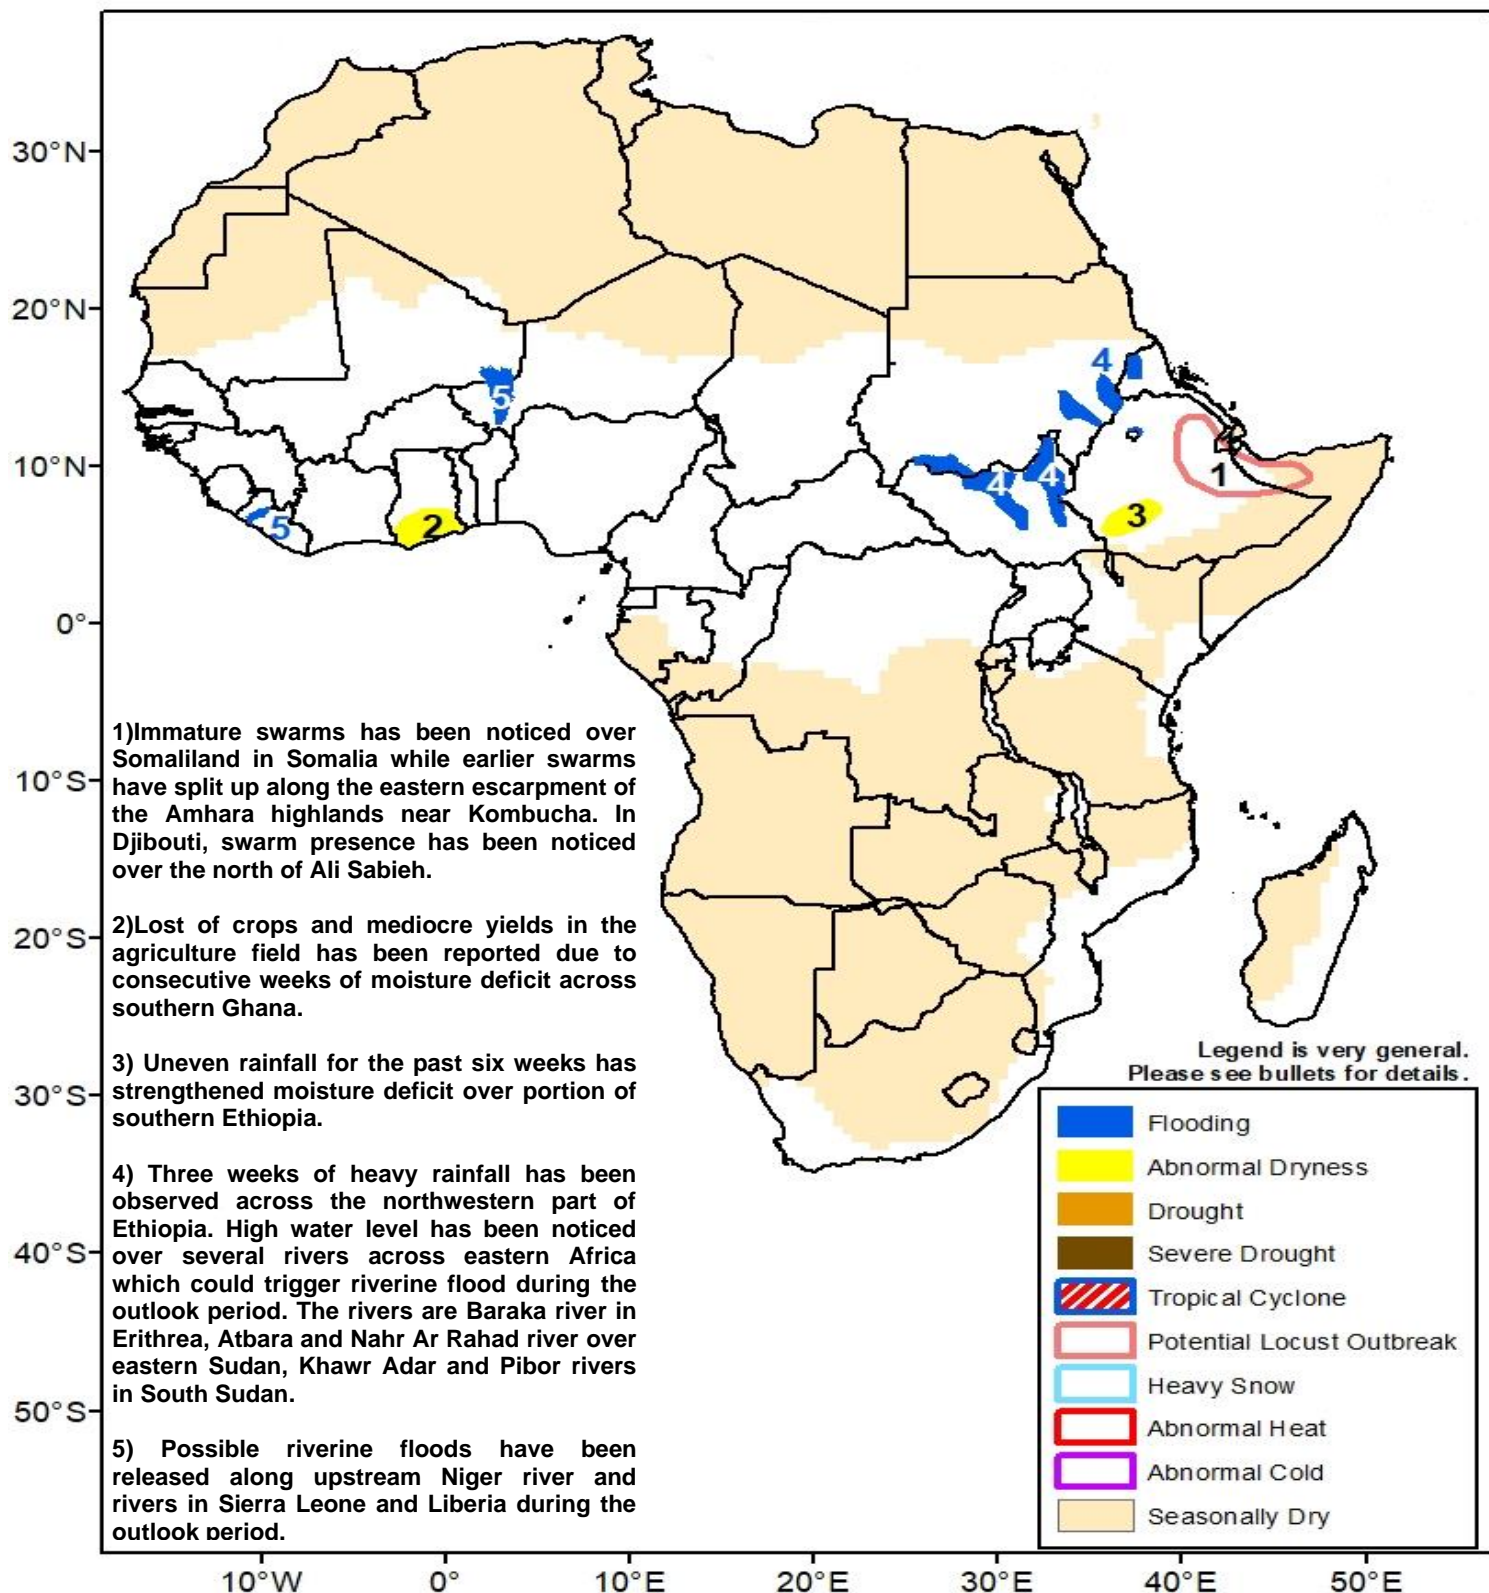 30°N
20°N
10°N
0°
10°S
20°S
30°S
40°S
50°S
4
5
4
4
1
5
2
3
1)Immature swarms has been noticed over
Somaliland in Somalia while earlier swarms
have split up along the eastern escarpment of
the Amhara highlands near Kombucha. In
Djibouti, swarm presence has been noticed
over the north of Ali Sabieh.
2)Lost of crops and mediocre yields in the
agriculture field has been reported due to
consecutive weeks of moisture deficit across
southern Ghana.
3) Uneven rainfall for the past six weeks has
strengthened moisture deficit over portion of
southern Ethiopia.
4) Three weeks of heavy rainfall has been
observed across the northwestern part of
Ethiopia. High water level has been noticed
over several rivers across eastern Africa
which could trigger riverine flood during the
outlook period. The rivers are Baraka river in
Erithrea, Atbara and Nahr Ar Rahad river over
eastern Sudan, Khawr Adar and Pibor rivers
in South Sudan.
5) Possible riverine floods have been
released along upstream Niger river and
rivers in Sierra Leone and Liberia during the
outlook period.
Legend is very general.
Please see bullets for details.
Flooding
Abnormal Dryness
Drought
Severe Drought
Tropical Cyclone
Potential Locust Outbreak
Heavy Snow
Abnormal Heat
Abnormal Cold
Seasonally Dry
10°W
0°
10°E
20°E
30°E
40°E
50°E